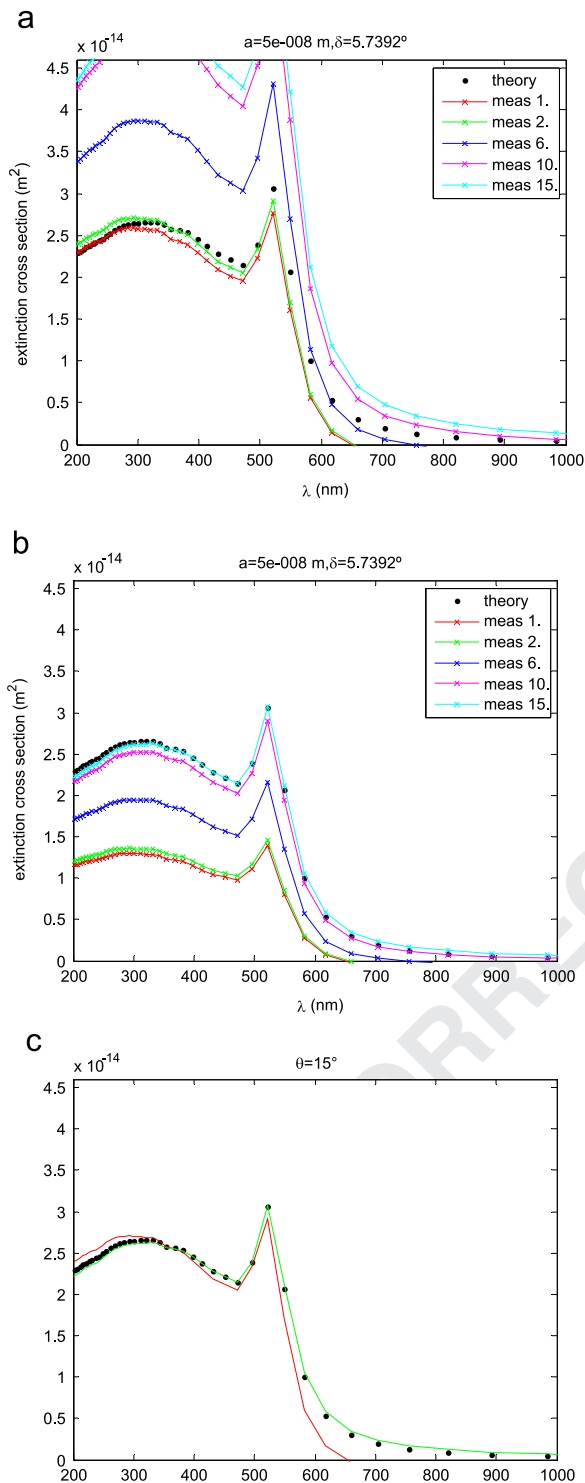 a
x 10^-14
a=5e-008 m,δ=5.7392º
4.5
4
3.5
3
2.5
2
1.5
1
0.5
0
extinction cross section (m²)
theory
meas 1.
meas 2.
meas 6.
meas 10.
meas 15.
200 300 400 500 600 700 800 900 1000
λ (nm)
b
x 10^-14
a=5e-008 m,δ=5.7392º
4.5
4
3.5
3
2.5
2
1.5
1
0.5
0
extinction cross section (m²)
theory
meas 1.
meas 2.
meas 6.
meas 10.
meas 15.
200 300 400 500 600 700 800 900 1000
λ (nm)
c
x 10^-14
θ=15°
4.5
4
3.5
3
2.5
2
1.5
1
0.5
0
200 300 400 500 600 700 800 900 1000